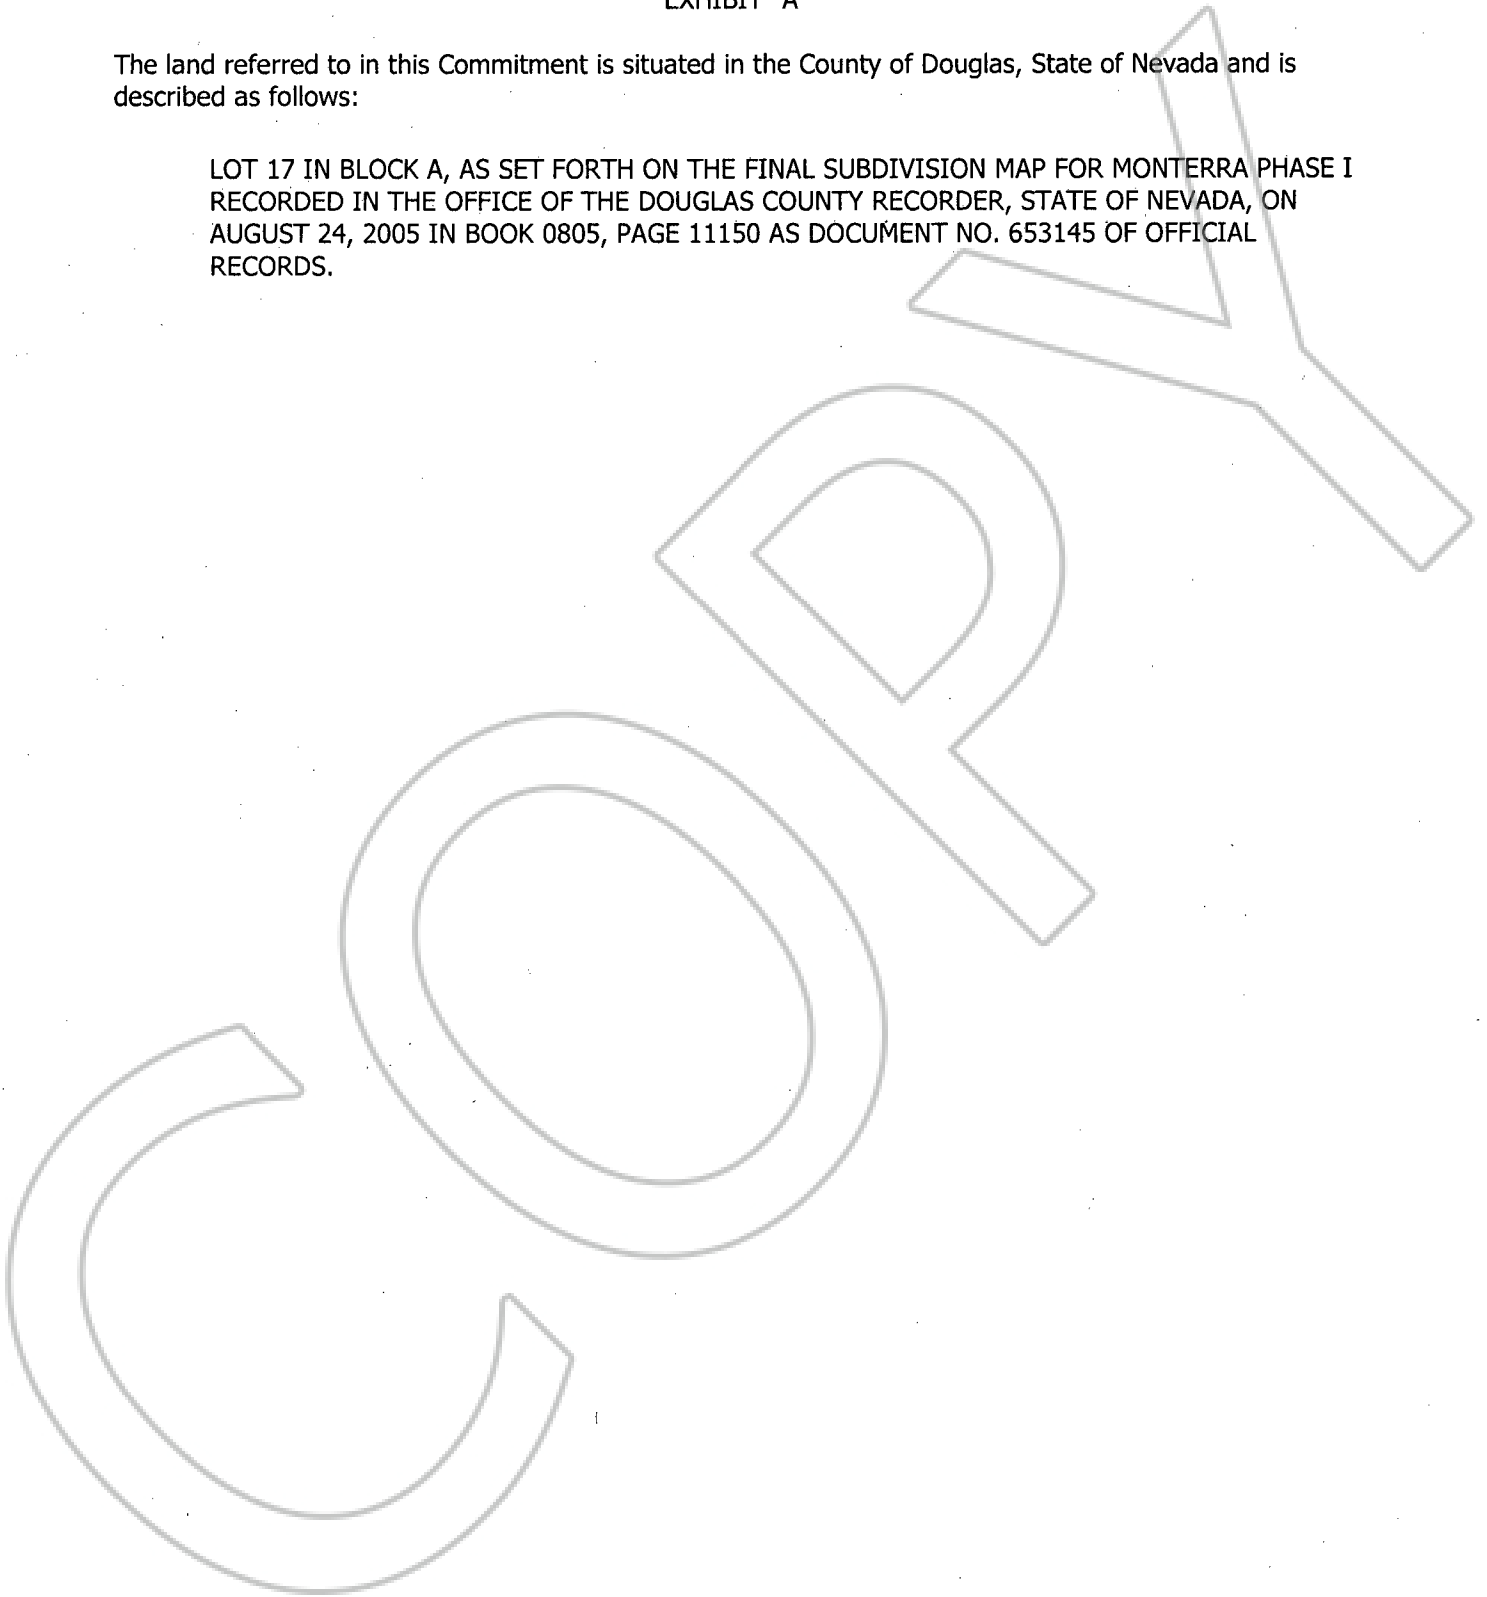 EXHIBIT "A"
The land referred to in this Commitment is situated in the County of Douglas, State of Nevada and is
described as follows:
LOT 17 IN BLOCK A, AS SET FORTH ON THE FINAL SUBDIVISION MAP FOR MONTERRA PHASE I
RECORDED IN THE OFFICE OF THE DOUGLAS COUNTY RECORDER, STATE OF NEVADA, ON
AUGUST 24, 2005 IN BOOK 0805, PAGE 11150 AS DOCUMENT NO. 653145 OF OFFICIAL
RECORDS.
COPY